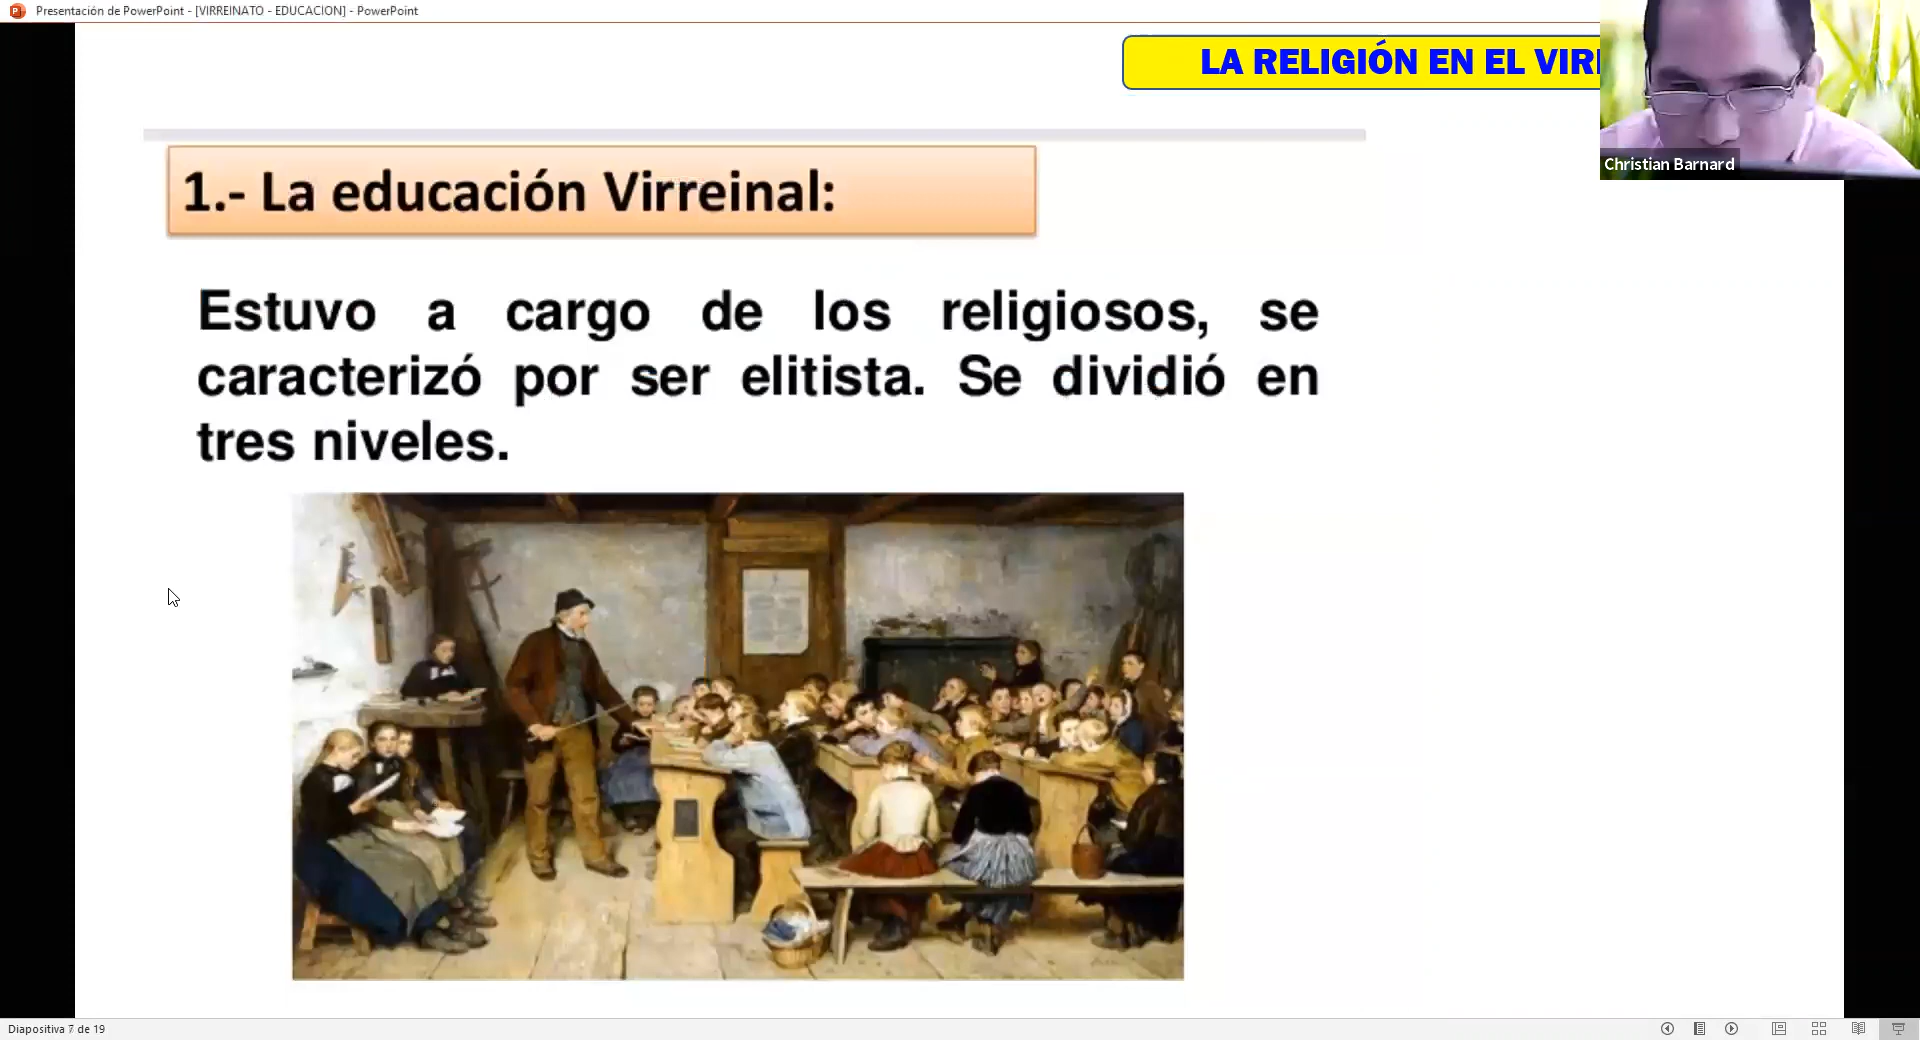 Presentación de PowerPoint - [VIRREINATO - EDUCACION] - PowerPoint
LA RELIGIÓN EN EL
Christian Barnard
1.- La educación Virreinal:
Estuvo a cargo de los religiosos, se
caracterizó por ser elitista. Se dividió en
tres niveles.
Diapositiva 7 de 19